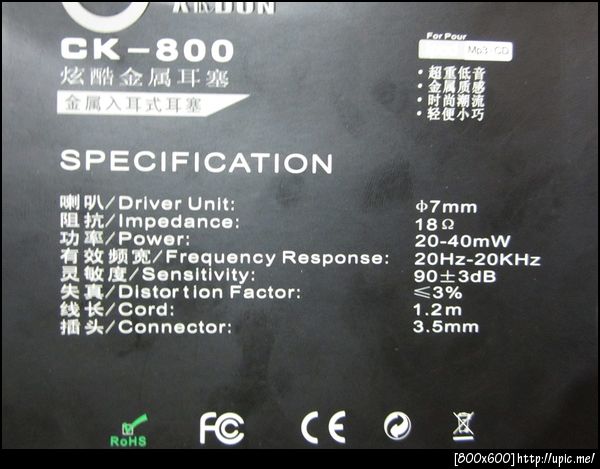 CK-800
炫酷金属耳塞
金属入耳式耳塞
For Pour
Mp3·CD
·超重低音
·金属质感
·时尚潮流
·轻便小巧
SPECIFICATION
喇叭/Driver Unit: Φ7mm
阻抗/Impedance: 18Ω
功率/Power: 20-40mW
有效频宽/Frequency Response: 20Hz-20KHz
灵敏度/Sensitivity: 90±3dB
失真/Distortion Factor: ≤3%
线长/Cord: 1.2m
插头/Connector: 3.5mm
RoHS FC CE
[800x600]http://upic.me/